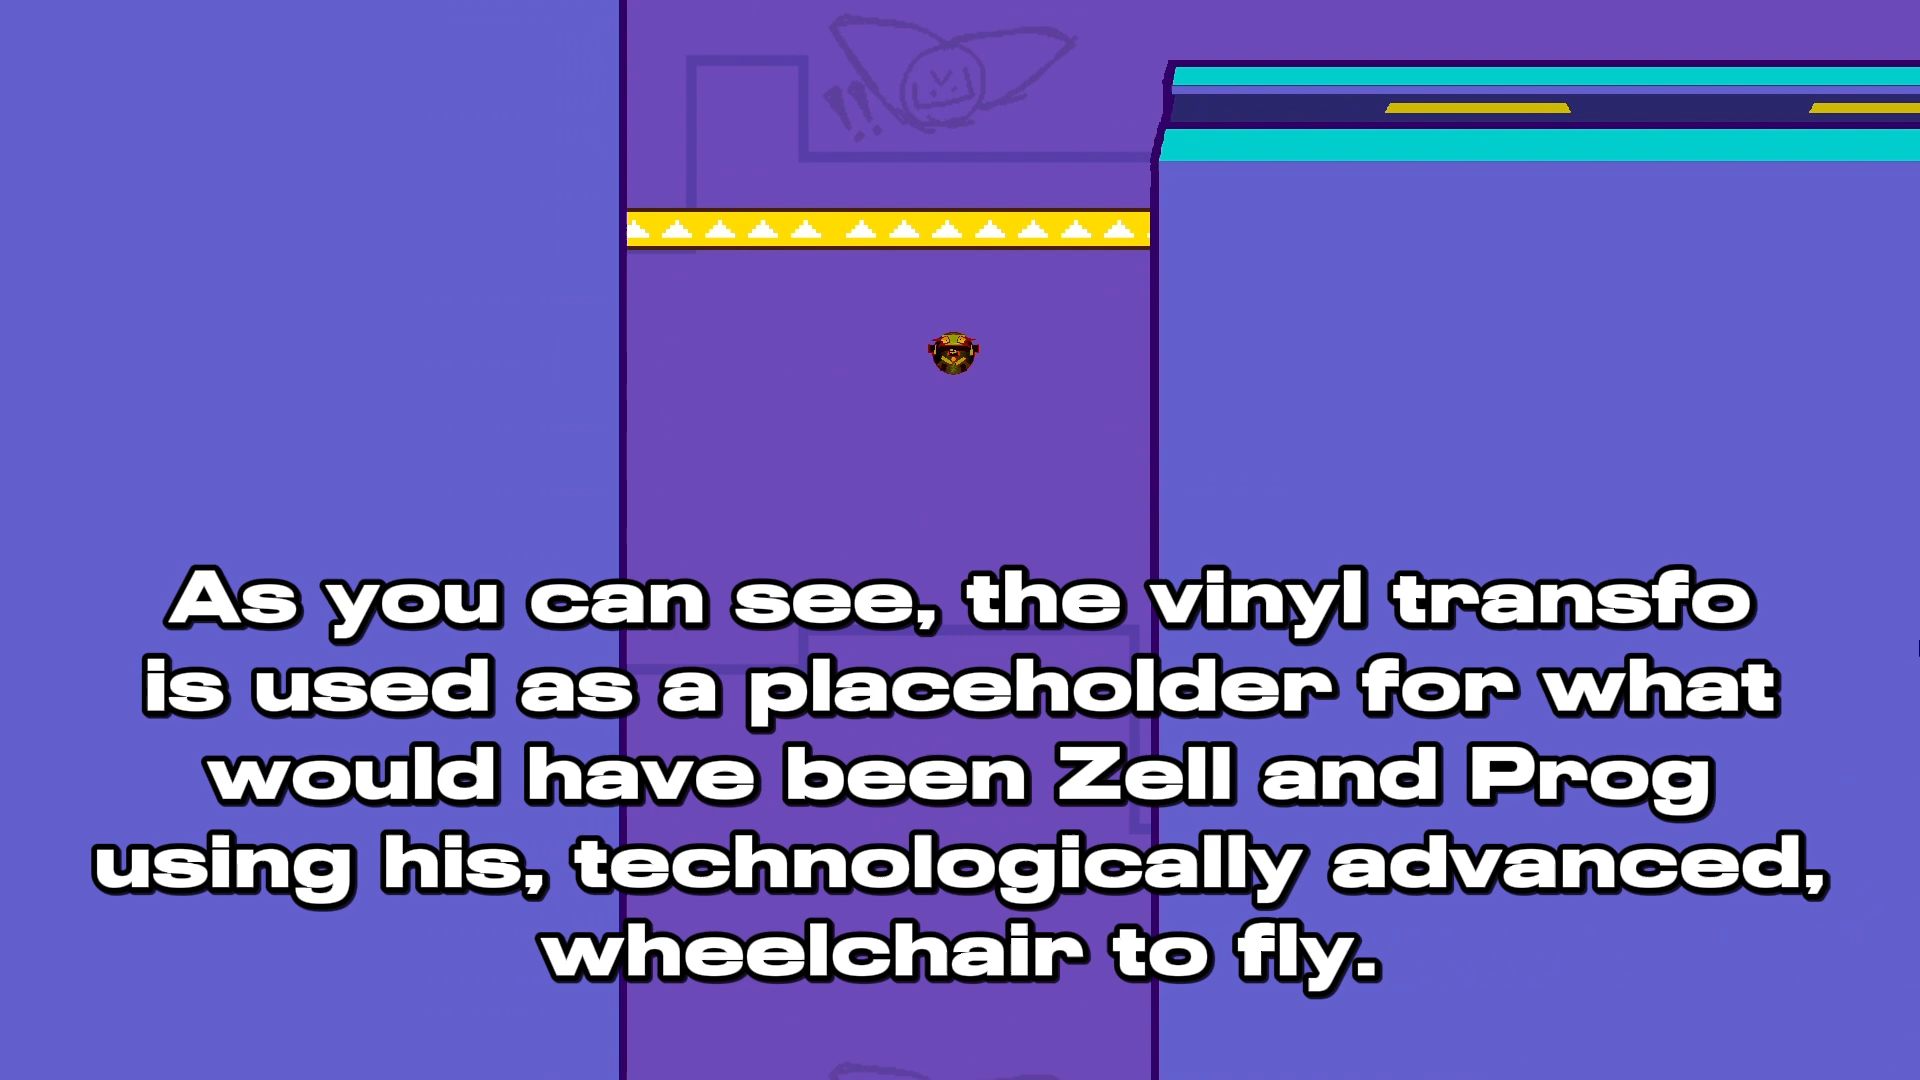 As you can see, the vinyl transfo
is used as a placeholder for what
would have been Zell and Prog
using his, technologically advanced,
wheelchair to fly.